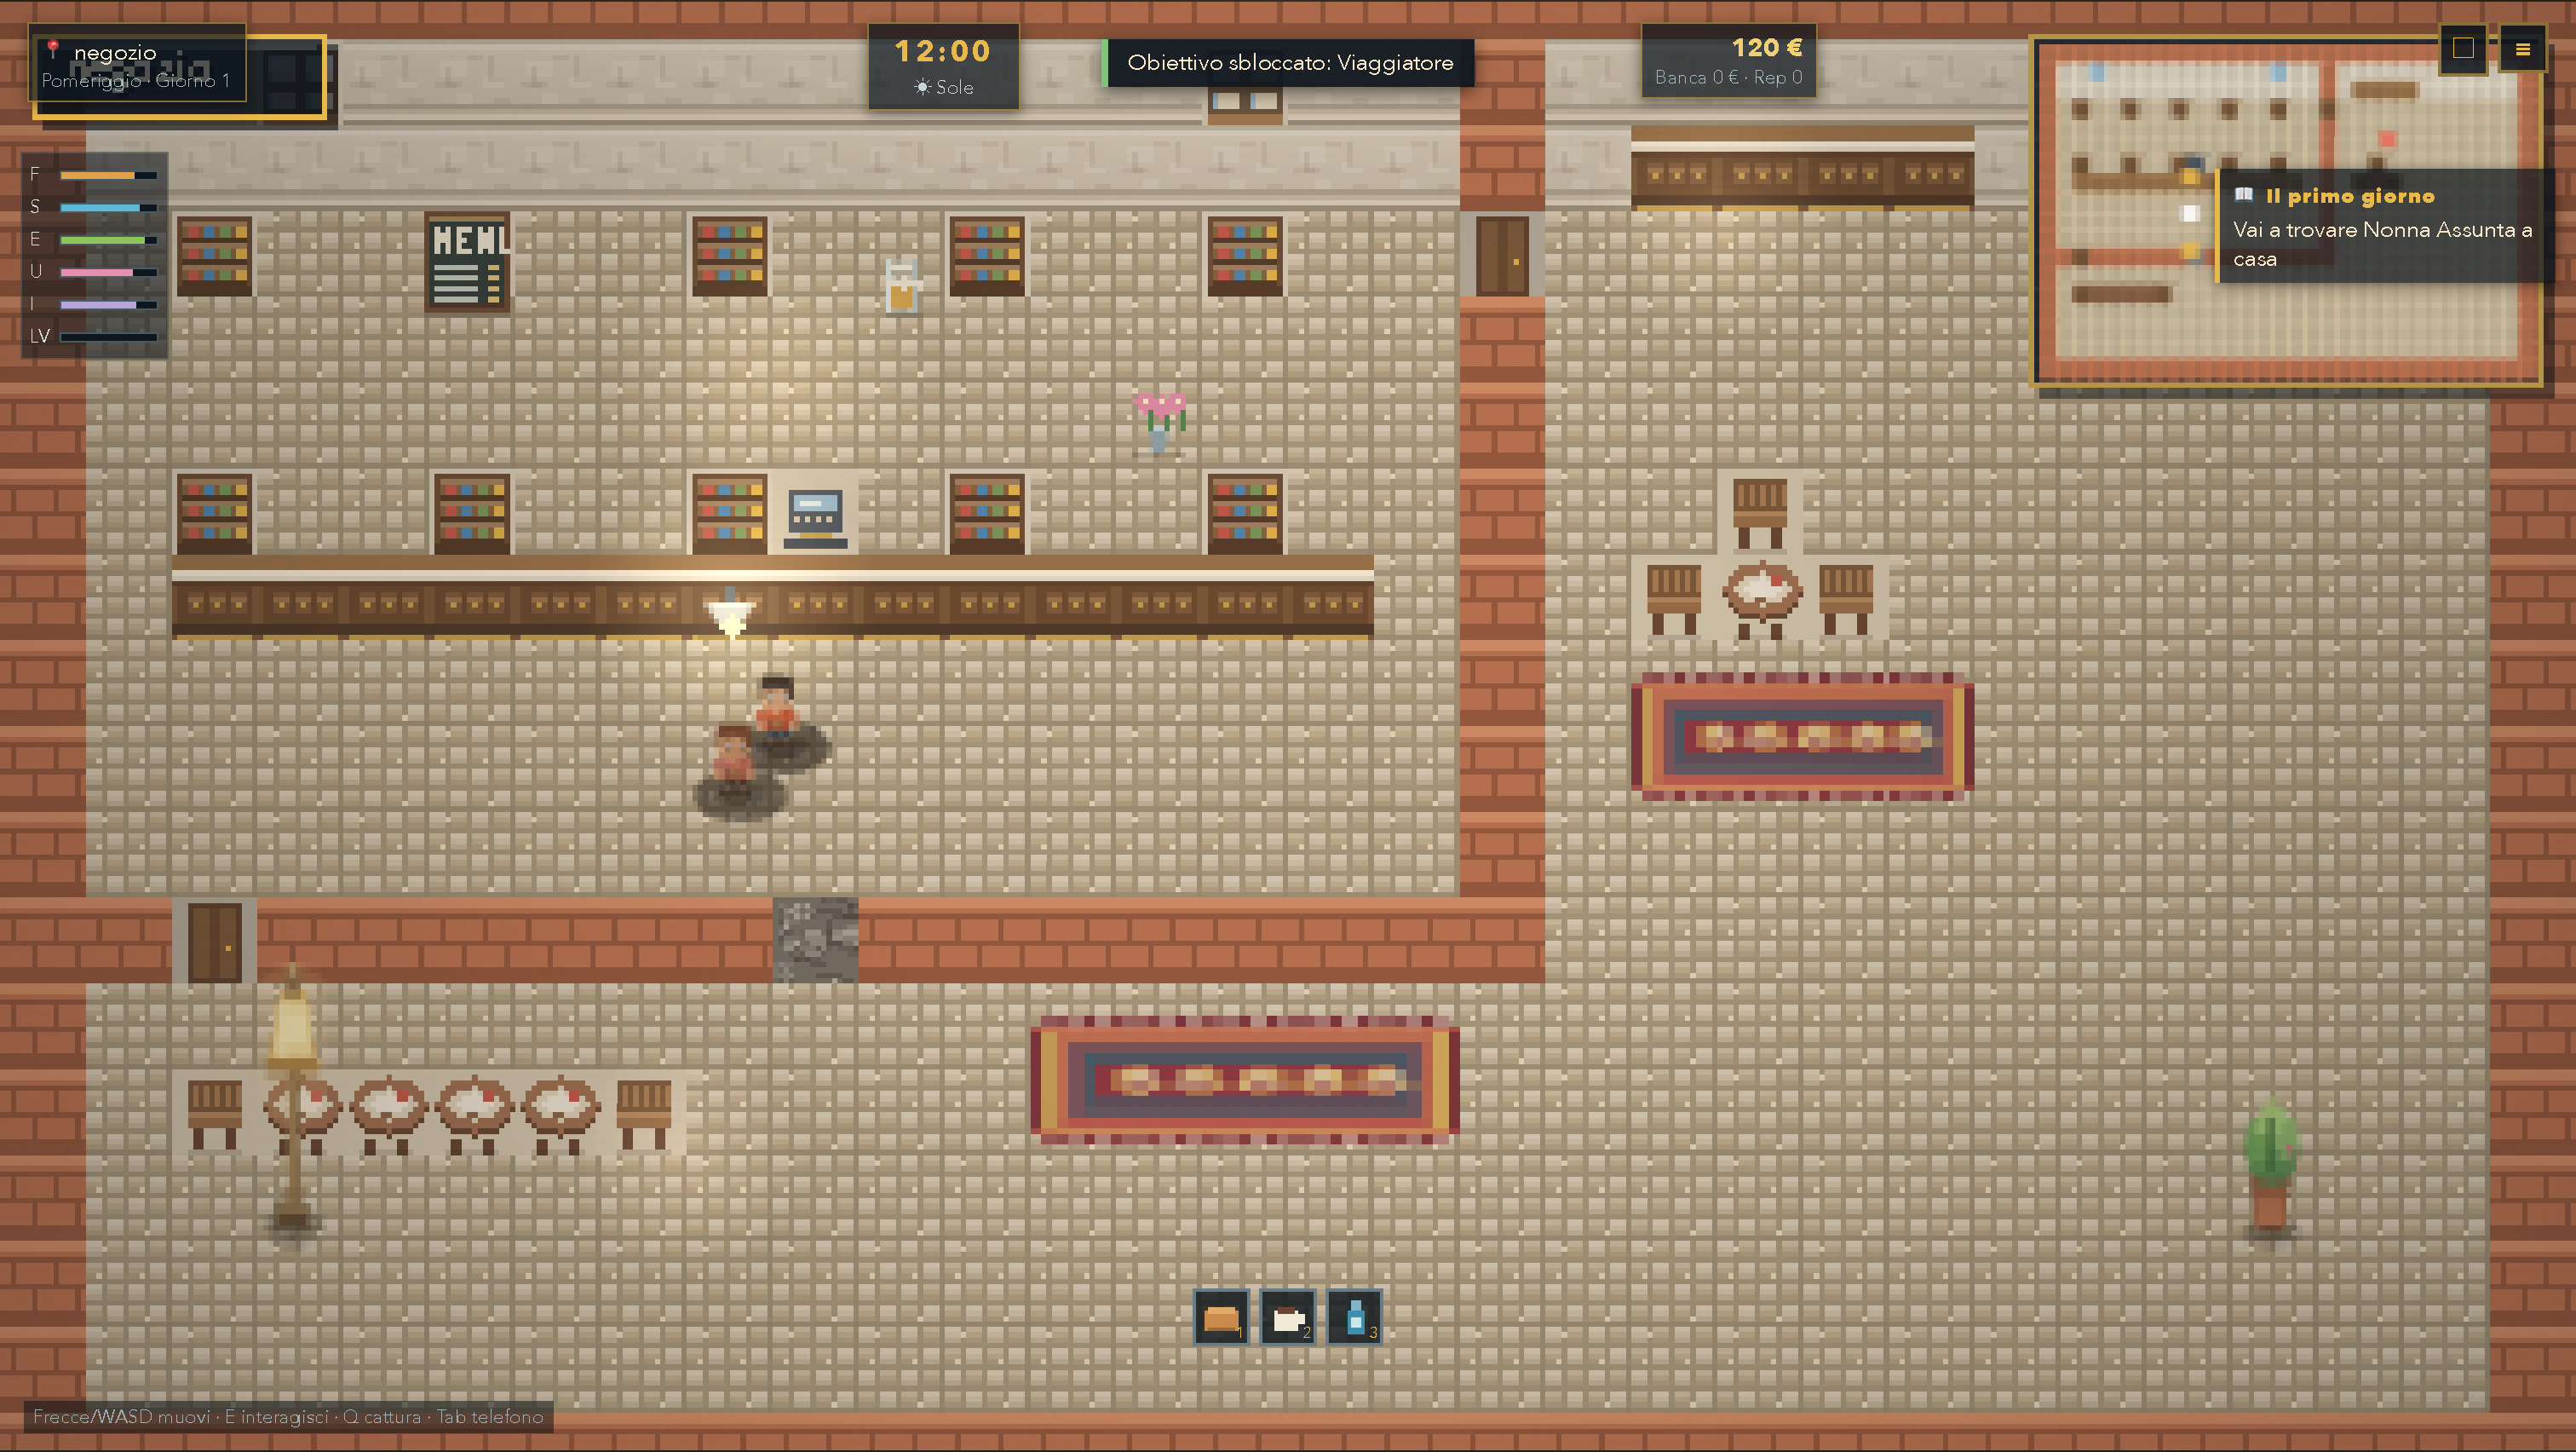 negozio
Pomeriggio · Giorno 1
12:00
Sole
Obiettivo sbloccato: Viaggiatore
120 €
Banca 0 € · Rep 0
Il primo giorno
Vai a trovare Nonna Assunta a
casa
F
S
E
U
I
LV
1
2
3
Frecce/WASD muovi · E interagisci · Q cattura · Tab telefono